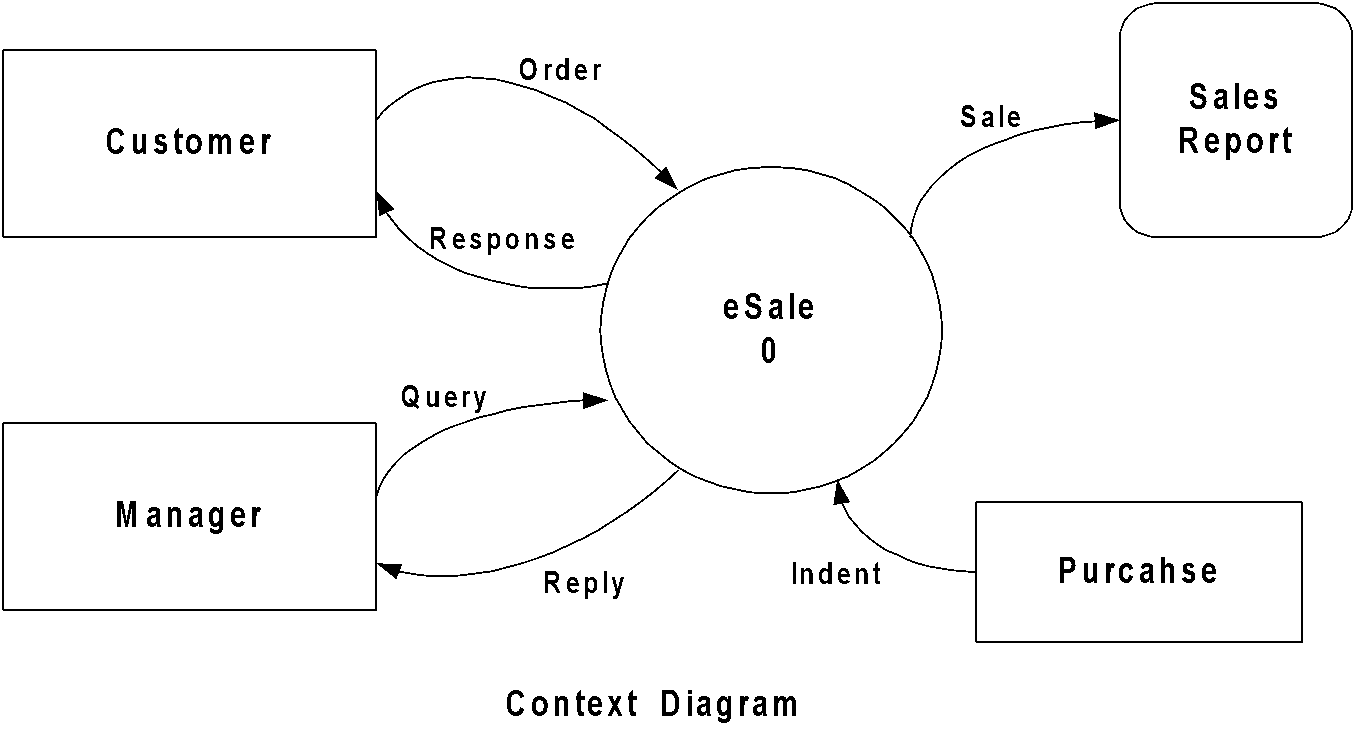 Order
Sales
Report
Sale
Customer
Response
eSale
0
Query
Manager
Reply
Indent
Purcahse
Context Diagram